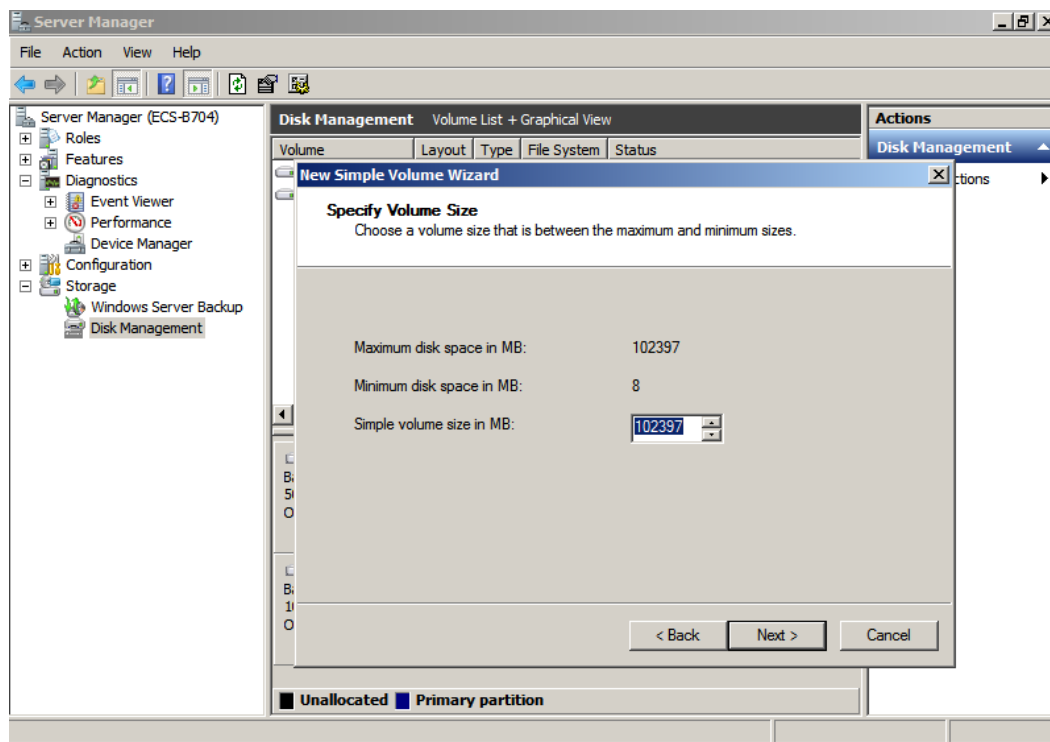 Server Manager
File Action View Help
Server Manager (ECS-B704)
Roles
Features
Diagnostics
Event Viewer
Performance
Device Manager
Configuration
Storage
Windows Server Backup
Disk Management
Disk Management Volume List + Graphical View
Volume Layout Type File System Status
New Simple Volume Wizard
Specify Volume Size
Choose a volume size that is between the maximum and minimum sizes.
Maximum disk space in MB: 102397
Minimum disk space in MB: 8
Simple volume size in MB: 102397
< Back Next > Cancel
Unallocated Primary partition
Actions
Disk Management